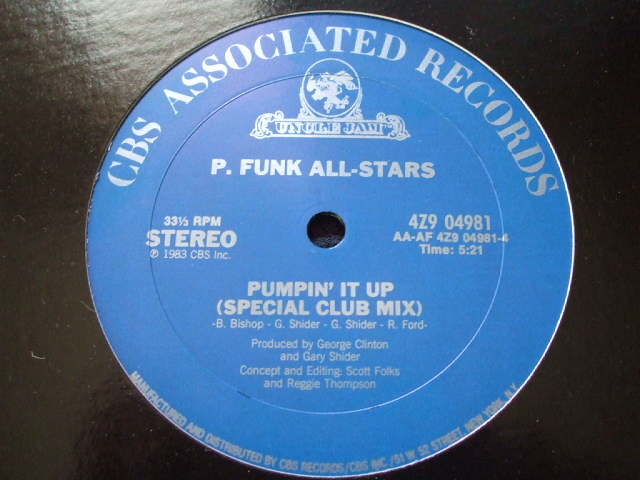 CBS ASSOCIATED RECORDS
UNCLE JAM
P. FUNK ALL-STARS
33⅓ RPM
STEREO
℗ 1983 CBS Inc.
4Z9 04981
AA-AF 4Z9 04981-4
Time: 5:21
PUMPIN' IT UP
(SPECIAL CLUB MIX)
-B. Bishop - G. Shider - G. Shider - R. Ford-
Produced by George Clinton
and Gary Shider
Concept and Editing: Scott Folks
and Reggie Thompson
MANUFACTURED AND DISTRIBUTED BY CBS RECORDS/CBS INC./51 W. 52 STREET, NEW YORK, N.Y.